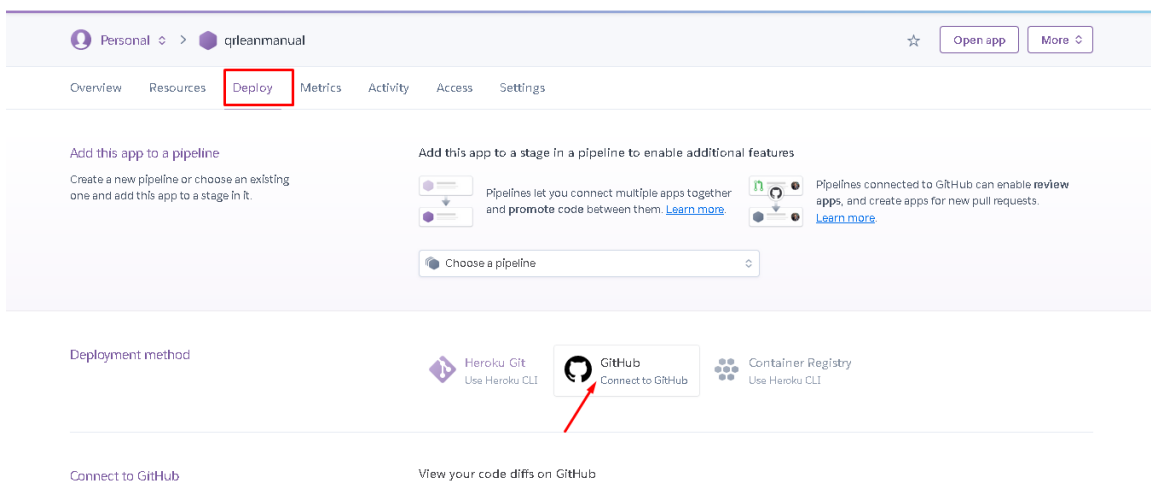 Personal > qrleanmanual Open app More
Overview Resources Deploy Metrics Activity Access Settings
Add this app to a pipeline
Create a new pipeline or choose an existing
one and add this app to a stage in it.
Add this app to a stage in a pipeline to enable additional features
Pipelines let you connect multiple apps together
and promote code between them. Learn more.
Pipelines connected to GitHub can enable review
apps, and create apps for new pull requests.
Learn more.
Choose a pipeline
Deployment method
Heroku Git
Use Heroku CLI
GitHub
Connect to GitHub
Container Registry
Use Heroku CLI
Connect to GitHub
View your code diffs on GitHub